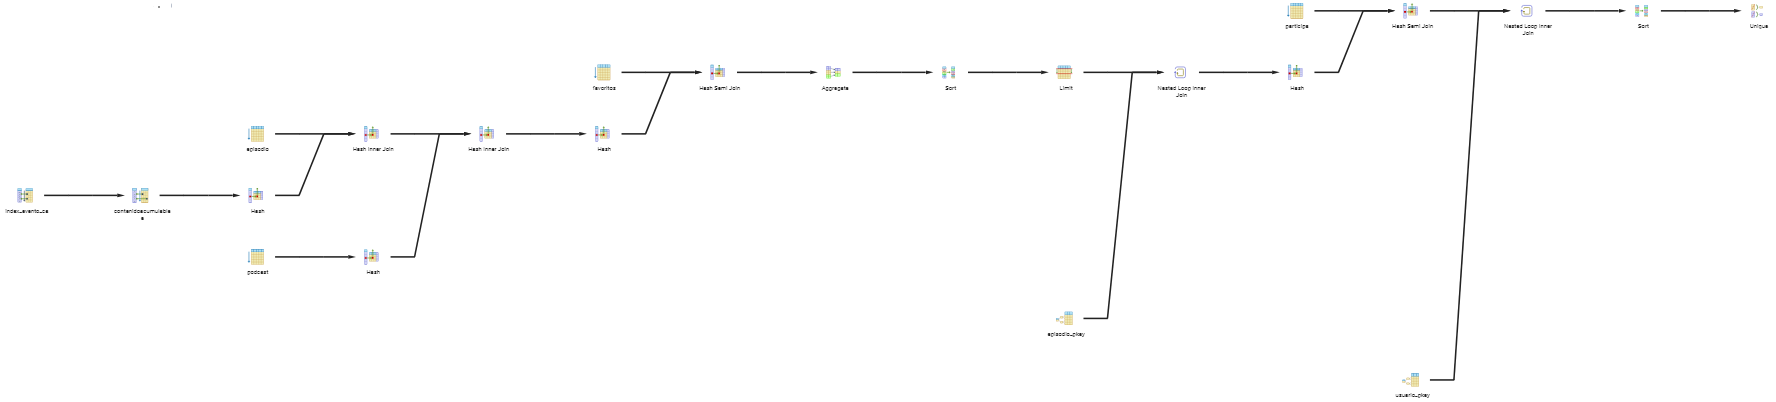 participa
Hash Semi Join
Nested Loop Inner
Join
Sort
Unique
favoritos
Hash Semi Join
Aggregate
Sort
Limit
Nested Loop Inner
Join
Hash
episodio
Hash Inner Join
Hash Inner Join
Hash
index_evento_ca
contenidoacumulable
a
Hash
podcast
Hash
episodio_pkey
usuario_pkey